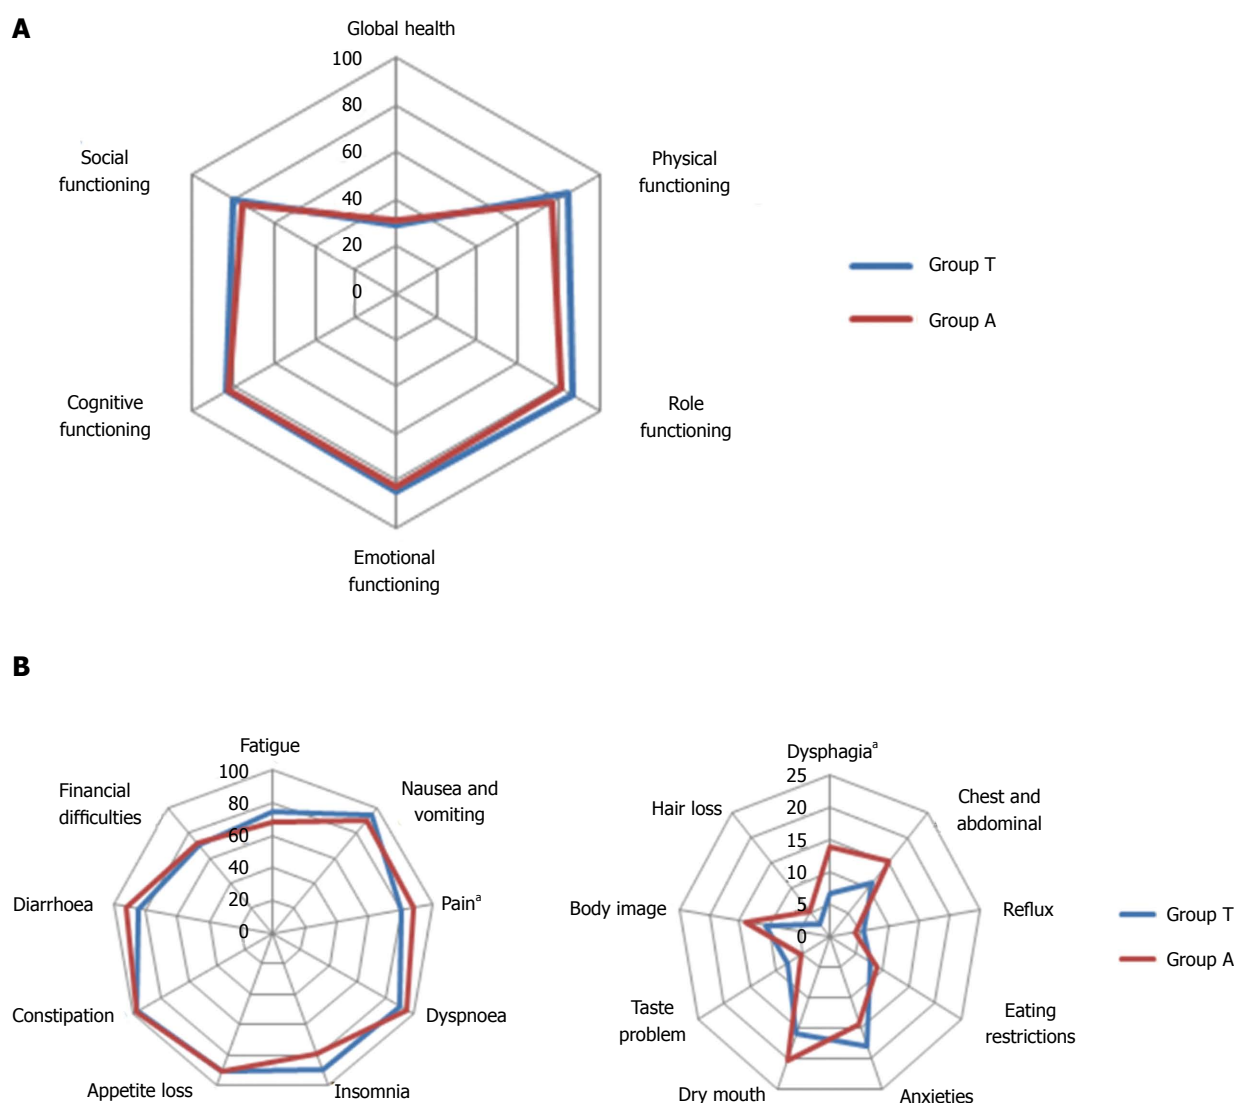 A
Global health
100
80
60
40
20
0
Social
functioning
Physical
functioning
Cognitive
functioning
Role
functioning
Emotional
functioning
Group T
Group A
B
Fatigue
100
80
60
40
20
0
Financial
difficulties
Nausea and
vomiting
Diarrhoea
Painᵃ
Constipation
Dyspnoea
Appetite loss
Insomnia
Dysphagiaᵃ
25
20
15
10
5
0
Hair loss
Chest and
abdominal
Body image
Reflux
Taste
problem
Eating
restrictions
Dry mouth
Anxieties
Group T
Group A